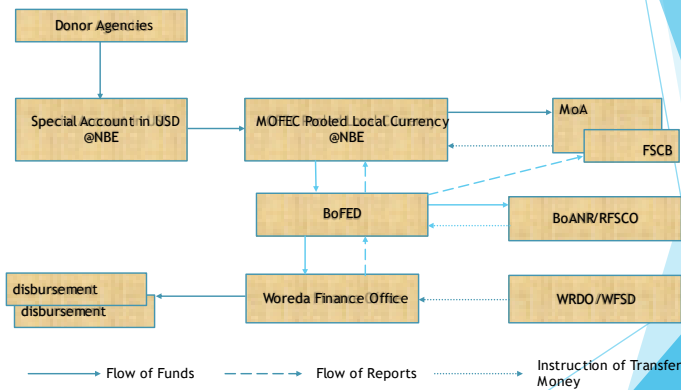 Donor Agencies
Special Account in USD
@NBE
MOFEC Pooled Local Currency
@NBE
MoA
FSCB
BoFED
BoANR/RFSCO
disbursement
disbursement
Woreda Finance Office
WRDO/WFSD
Flow of Funds
Flow of Reports
Instruction of Transfer
Money